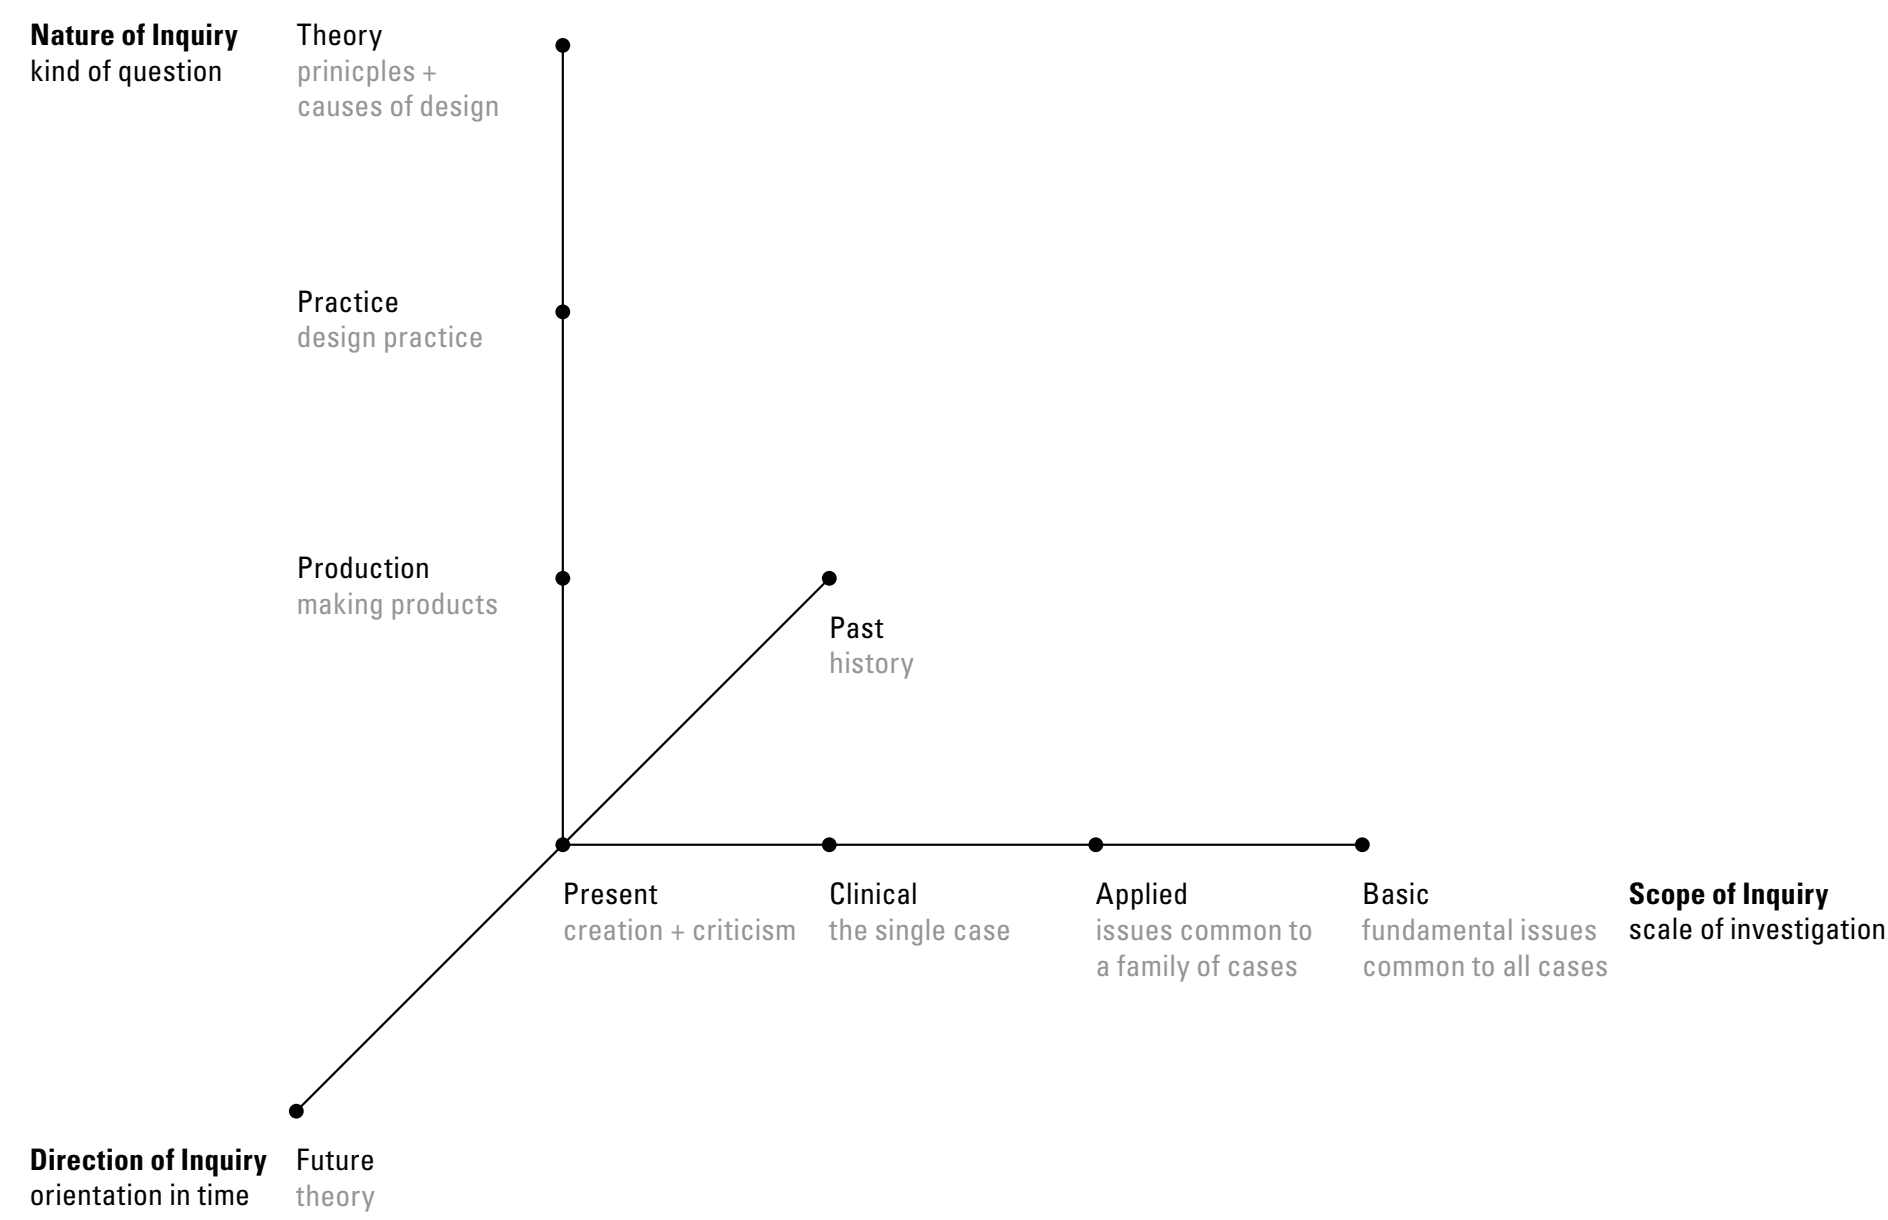 Nature of Inquiry
kind of question
Theory
prinicples +
causes of design
Practice
design practice
Production
making products
Past
history
Present
creation + criticism
Clinical
the single case
Applied
issues common to
a family of cases
Basic
fundamental issues
common to all cases
Scope of Inquiry
scale of investigation
Direction of Inquiry
orientation in time
Future
theory